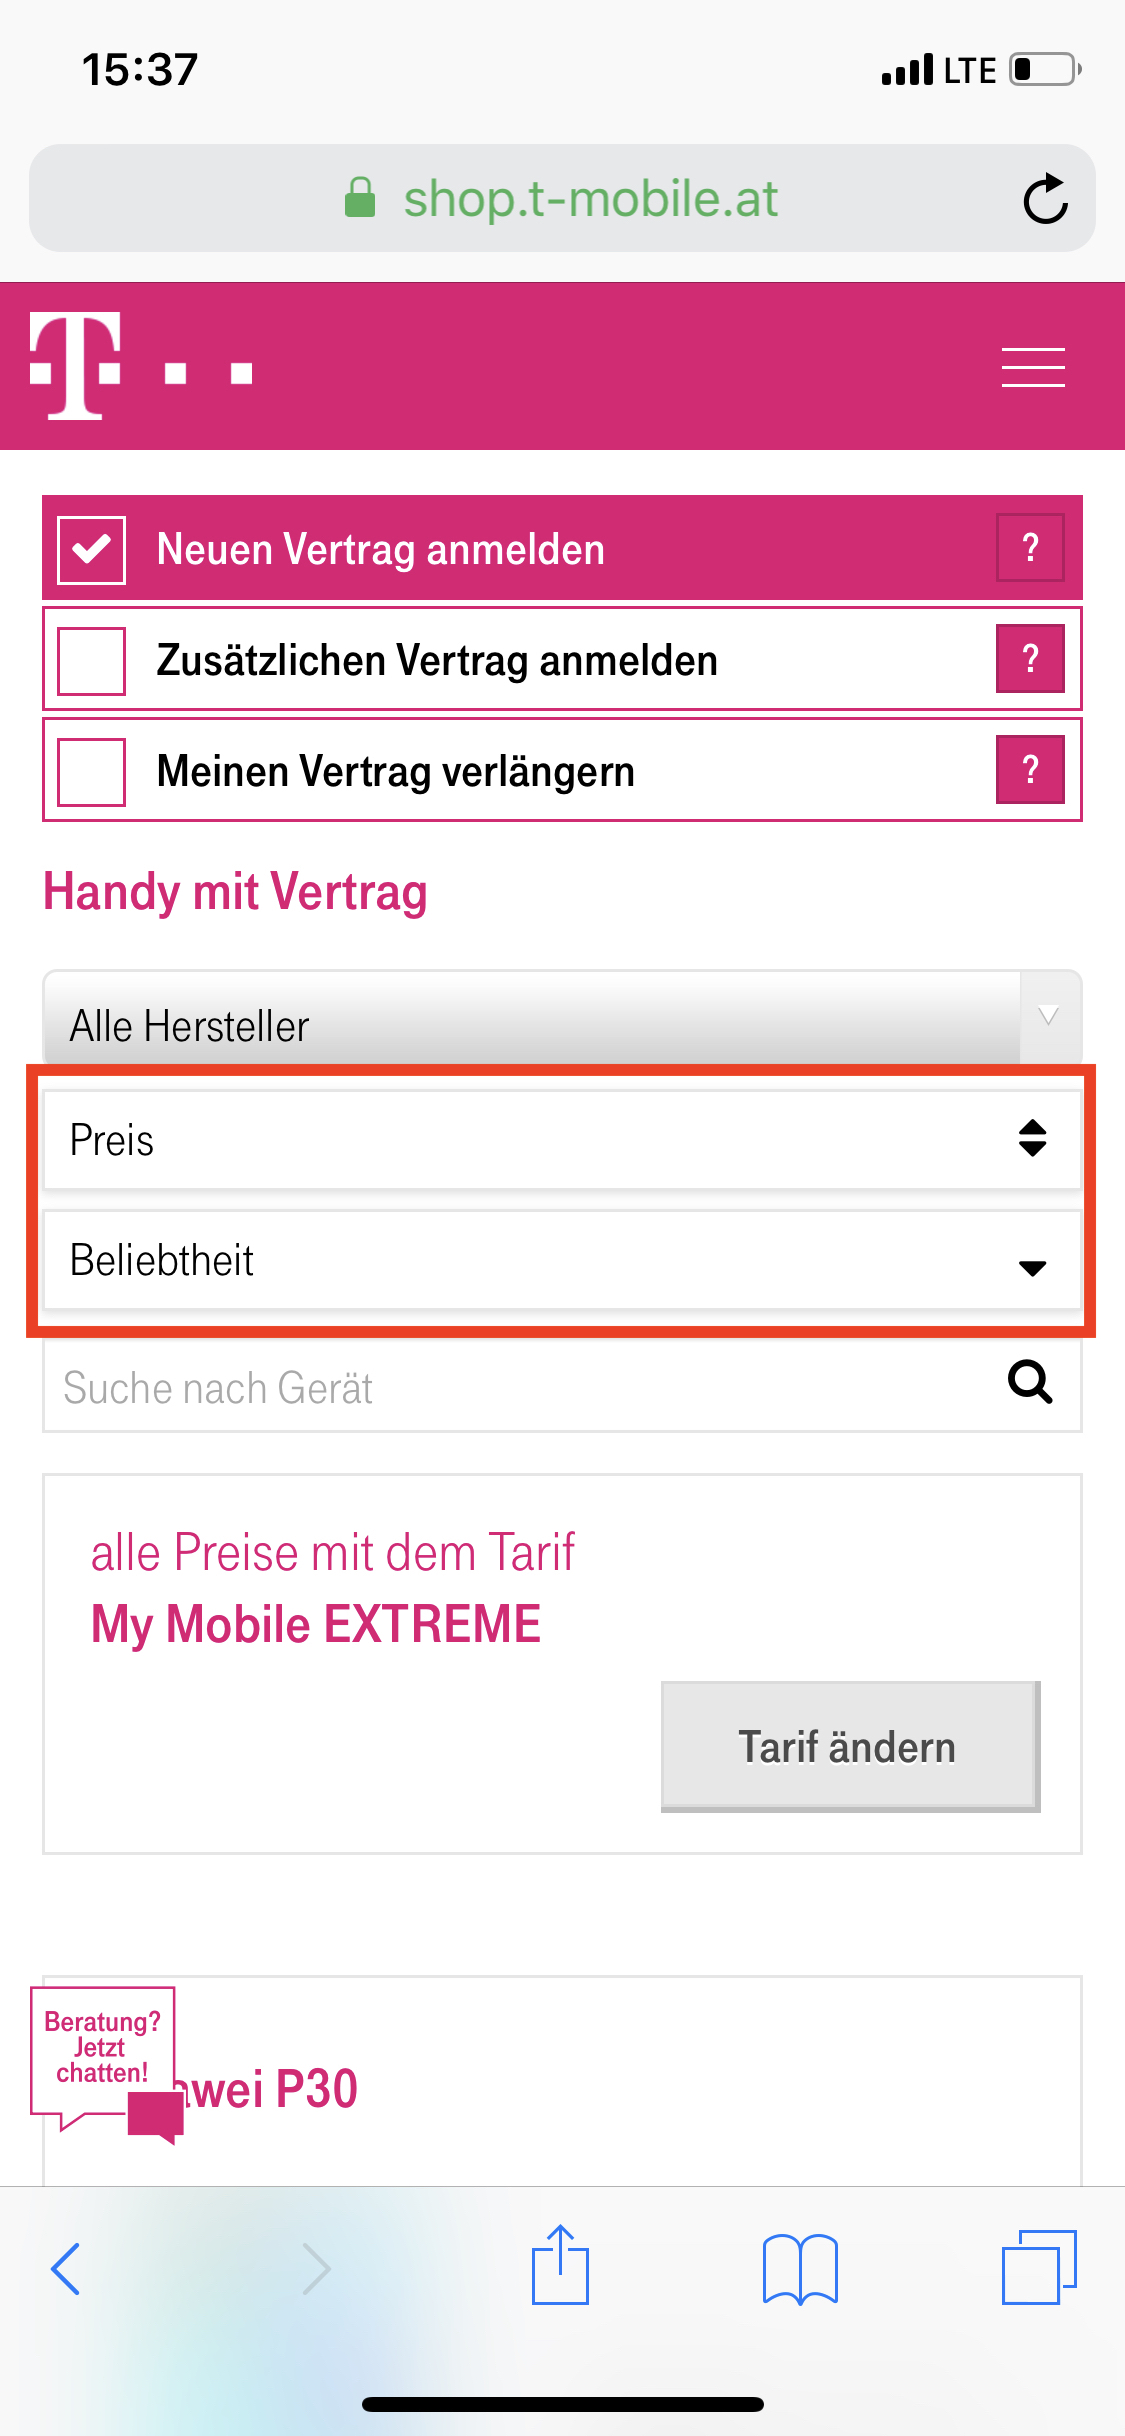 15:37
LTE
shop.t-mobile.at
T
Neuen Vertrag anmelden ?
Zusätzlichen Vertrag anmelden ?
Meinen Vertrag verlängern ?
Handy mit Vertrag
Alle Hersteller
Preis
Beliebtheit
Suche nach Gerät
alle Preise mit dem Tarif
My Mobile EXTREME
Tarif ändern
Beratung?
Jetzt
chatten!
awei P30